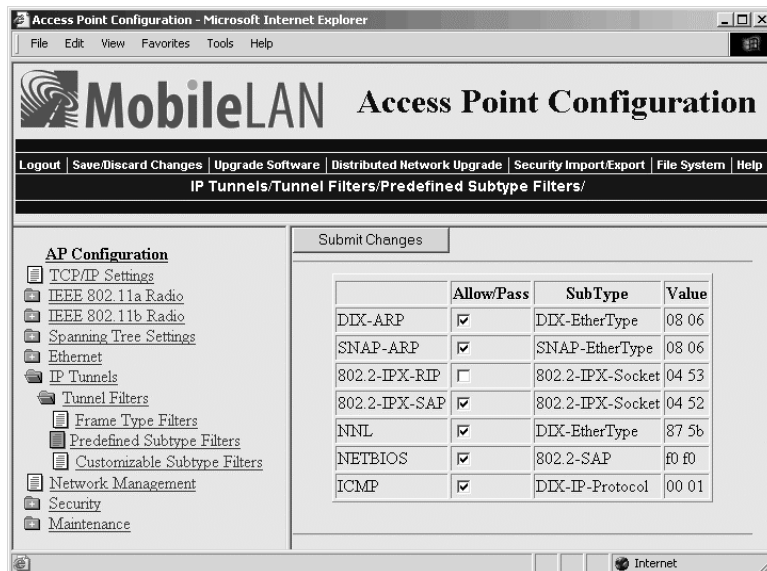 Access Point Configuration - Microsoft Internet Explorer
File Edit View Favorites Tools Help
MobileLAN Access Point Configuration
Logout | Save/Discard Changes | Upgrade Software | Distributed Network Upgrade | Security Import/Export | File System | Help
IP Tunnels/Tunnel Filters/Predefined Subtype Filters/
AP Configuration
TCP/IP Settings
IEEE 802.11a Radio
IEEE 802.11b Radio
Spanning Tree Settings
Ethernet
IP Tunnels
Tunnel Filters
Frame Type Filters
Predefined Subtype Filters
Customizable Subtype Filters
Network Management
Security
Maintenance
Submit Changes
Allow/Pass SubType Value
DIX-ARP DIX-EtherType 08 06
SNAP-ARP SNAP-EtherType 08 06
802.2-IPX-RIP 802.2-IPX-Socket 04 53
802.2-IPX-SAP 802.2-IPX-Socket 04 52
NNL DIX-EtherType 87 5b
NETBIOS 802.2-SAP f0 f0
ICMP DIX-IP-Protocol 00 01
Internet